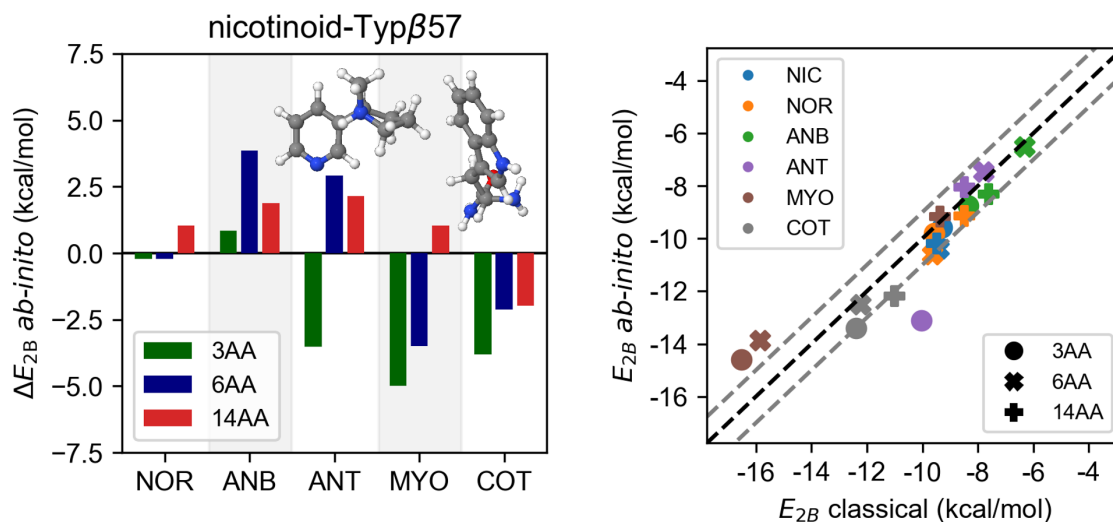 nicotinoid-Typβ57
ΔE2B ab-inito (kcal/mol)
7.5
5.0
2.5
0.0
−2.5
−5.0
−7.5
3AA
6AA
14AA
NOR ANB ANT MYO COT
E2B ab-inito (kcal/mol)
-4
-6
-8
-10
-12
-14
-16
NIC
NOR
ANB
ANT
MYO
COT
3AA
6AA
14AA
-16 -14 -12 -10 -8 -6 -4
E2B classical (kcal/mol)